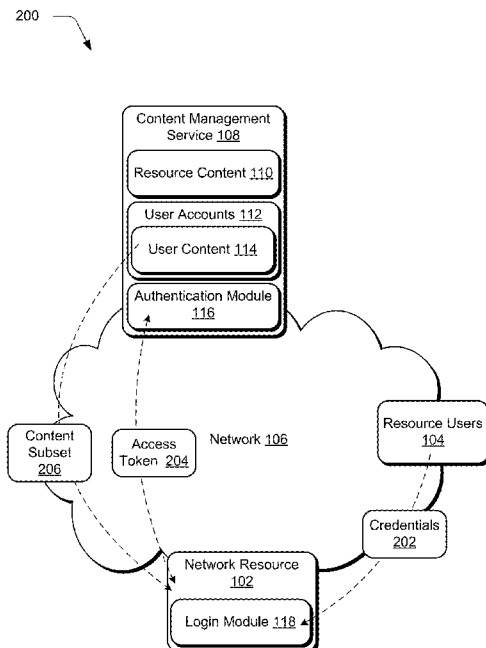 200
Content Management
Service 108
Resource Content 110
User Accounts 112
User Content 114
Authentication Module
116
Content
Subset
206
Access
Token 204
Network 106
Resource Users
104
Credentials
202
Network Resource
102
Login Module 118